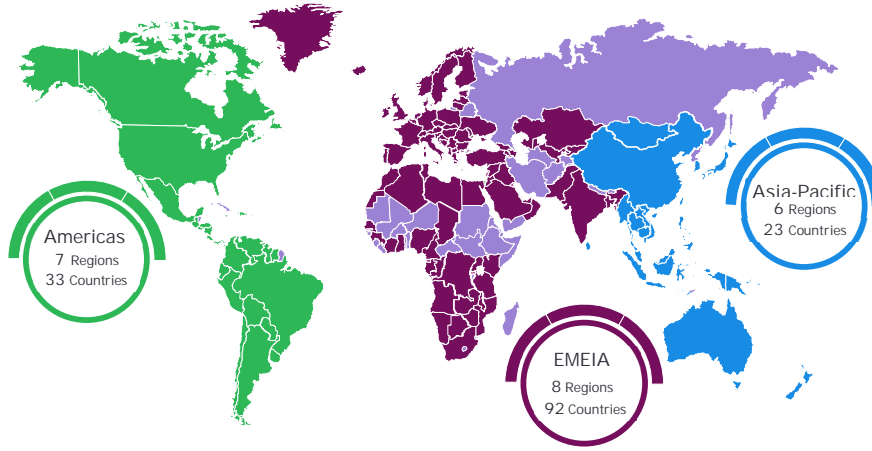 Americas
7 Regions
33 Countries
Asia-Pacific
6 Regions
23 Countries
EMEIA
8 Regions
92 Countries